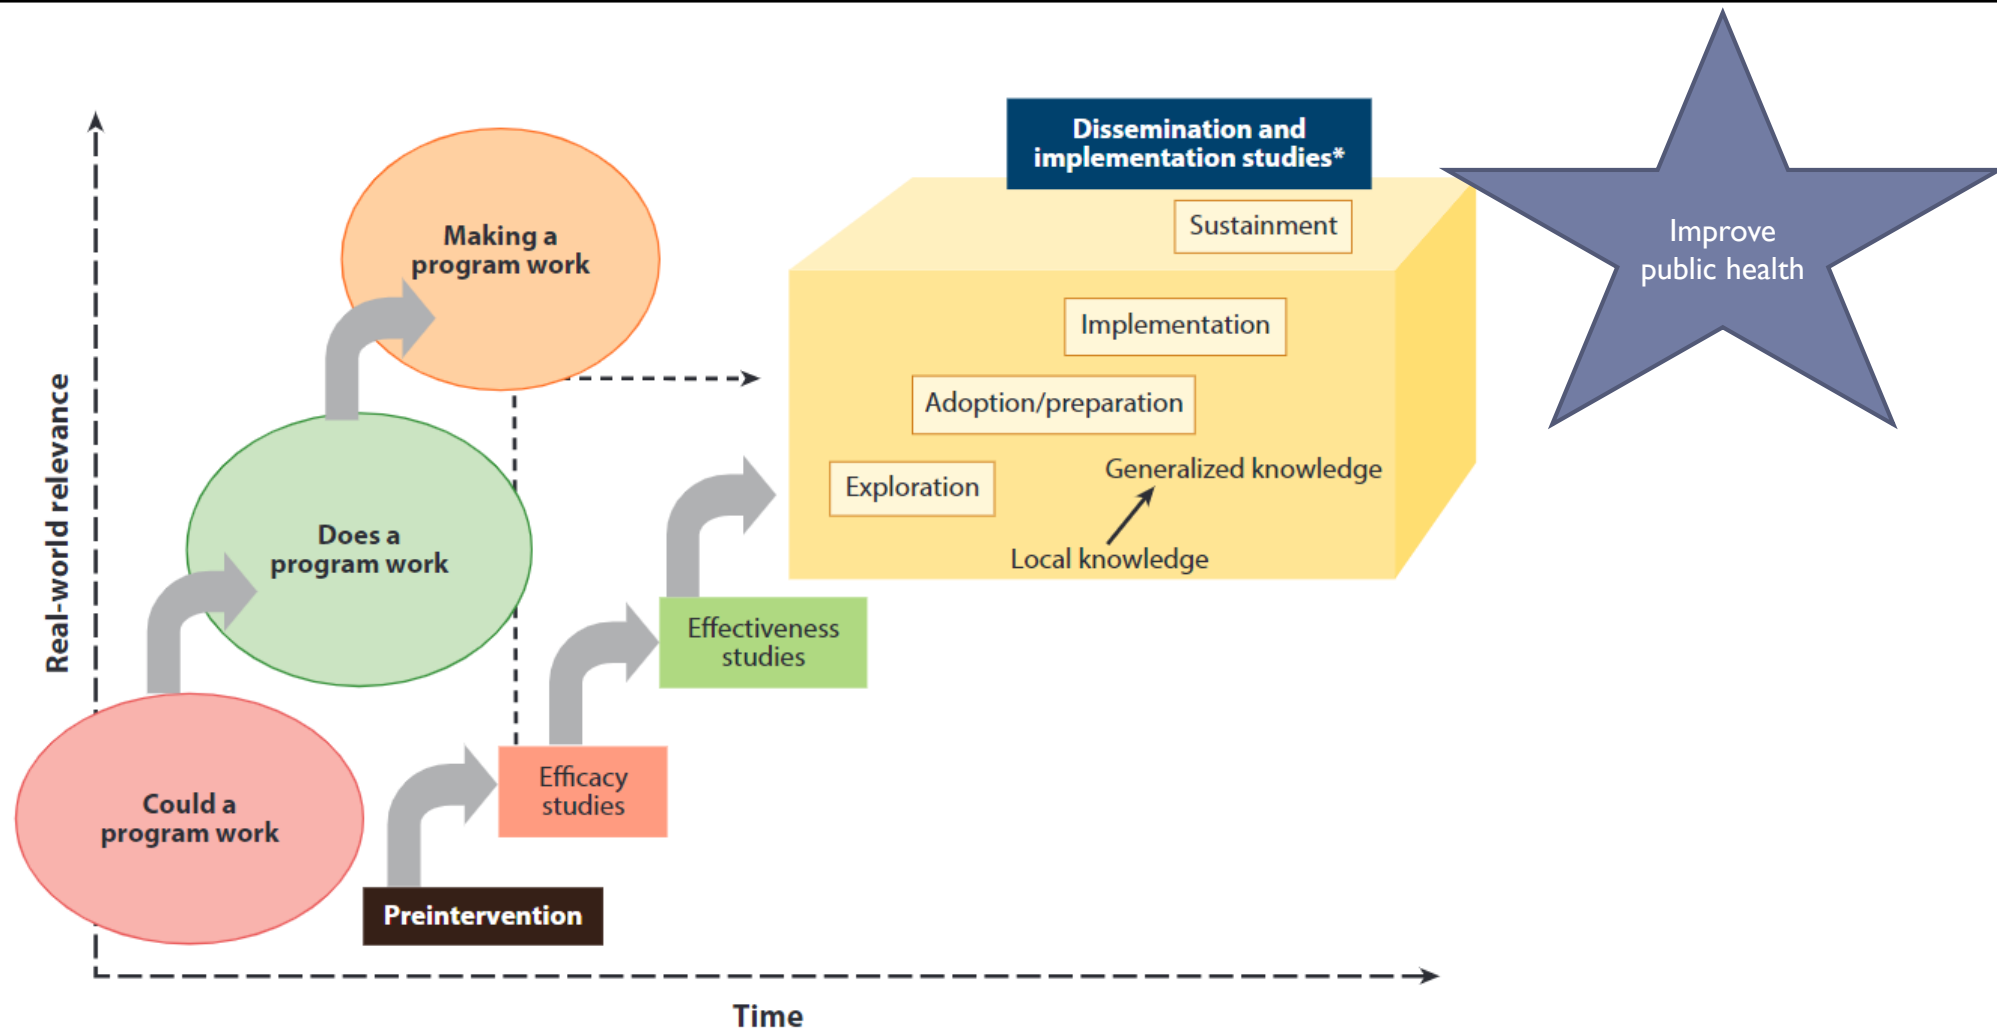 Dissemination and
implementation studies*
Sustainment
Improve
public health
Making a
program work
Implementation
Adoption/preparation
Generalized knowledge
Exploration
Local knowledge
Real-world relevance
Does a
program work
Effectiveness
studies
Efficacy
studies
Could a
program work
Preintervention
Time